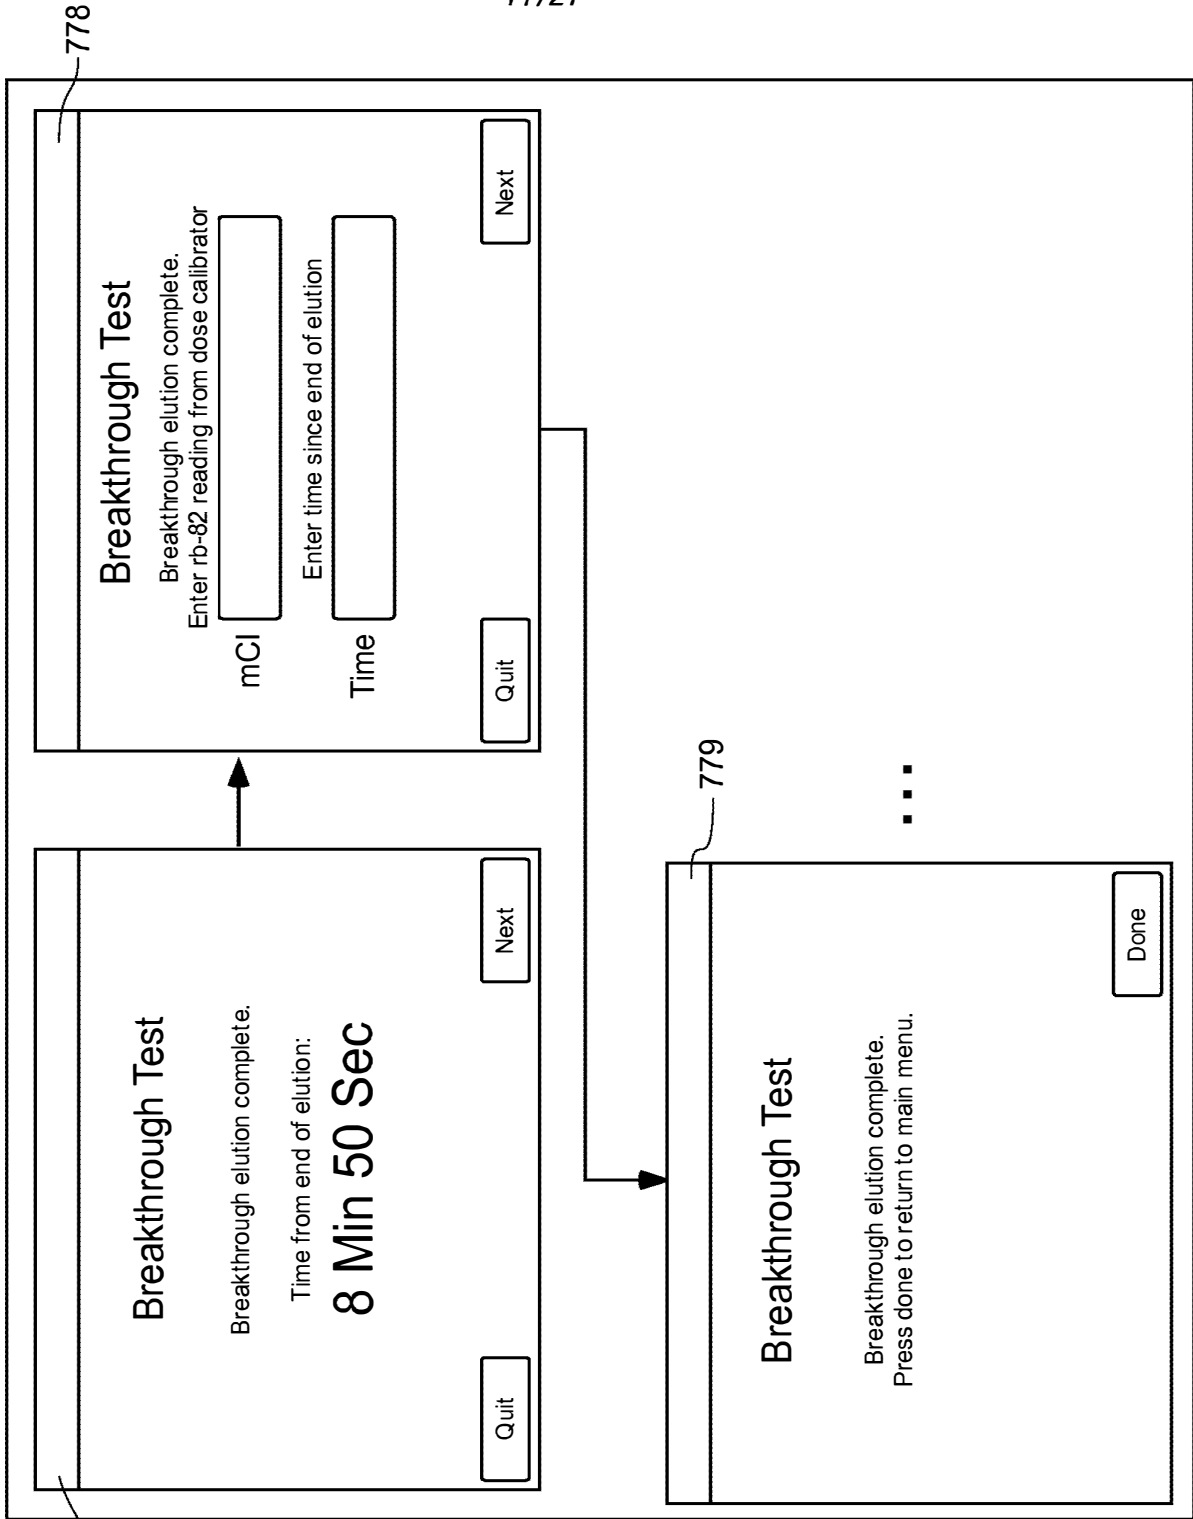 Breakthrough Test
Breakthrough elution complete.
Time from end of elution:
8 Min 50 Sec
Quit
Next
778
Breakthrough Test
Breakthrough elution complete.
Enter rb-82 reading from dose calibrator
mCI
Enter time since end of elution
Time
Quit
Next
779
Breakthrough Test
Breakthrough elution complete.
Press done to return to main menu.
Done
...